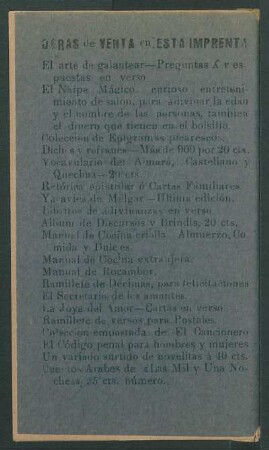 OBRAS de VENTA en ESTA IMPRENTA
El arte de galantear—Preguntas y res
puestas en verso
El Naipe Mágico, curioso entreteni
miento de salon, para adivinar la edad
y el nombre de las personas, tambien
el dinero que tienen en el bolsillo.
Coleccion de Epigramas picarescos.
Dichos y refranes—Más de 900 por 20 cts.
Vocabulario del Aimará, Castellano y
Quechua—20 cts
Retórica epistolar ó Cartas Familiares
Yaravíes de Melgar—Ultima edición.
Libritos de adivinanzas en verso
Album de Discursos y Brindis, 20 cts.
Manual de Cocina criolla. Almuerzo, Co
mida y Dulces
Manual de Cocina extranjera.
Manual de Rocambor.
Ramillete de Décimas, para felicitaciones
El Secretario de los amantes.
La Joya del Amor—Cartas en verso
Ramillete de versos para Postales.
Coleccion empastada de El Cancionero
El Código penal para hombres y mujeres
Un variado surtido de novelitas á 40 cts.
Cuentos Arabes de «Las Mil y Una No
ches» 25 cts. número.